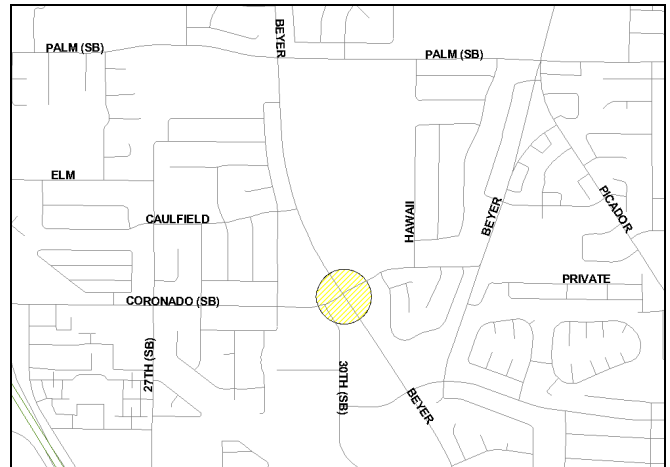 BEYER
PALM (SB)
PALM (SB)
ELM
PICADOR
HAWAII
CAULFIELD
BEYER
PRIVATE
CORONADO (SB)
27TH (SB)
30TH (SB)
BEYER